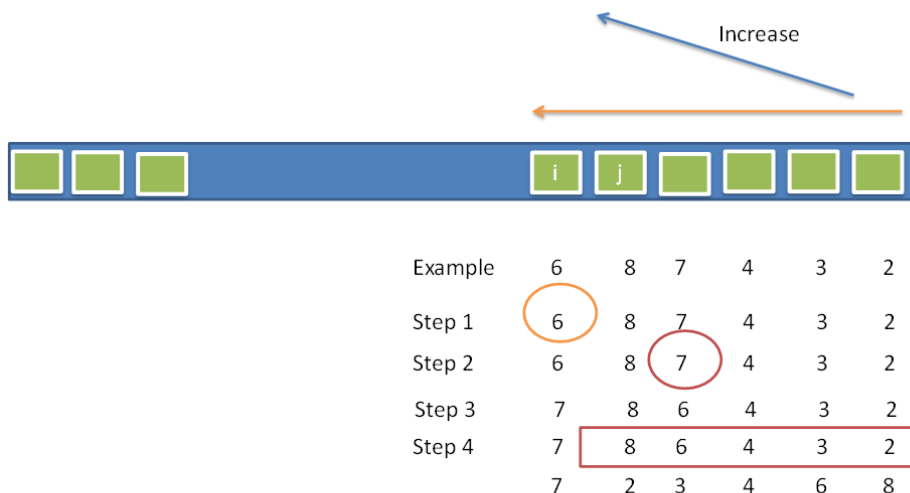 Increase
i j
Example 6 8 7 4 3 2
Step 1 6 8 7 4 3 2
Step 2 6 8 7 4 3 2
Step 3 7 8 6 4 3 2
Step 4 7 8 6 4 3 2
7 2 3 4 6 8